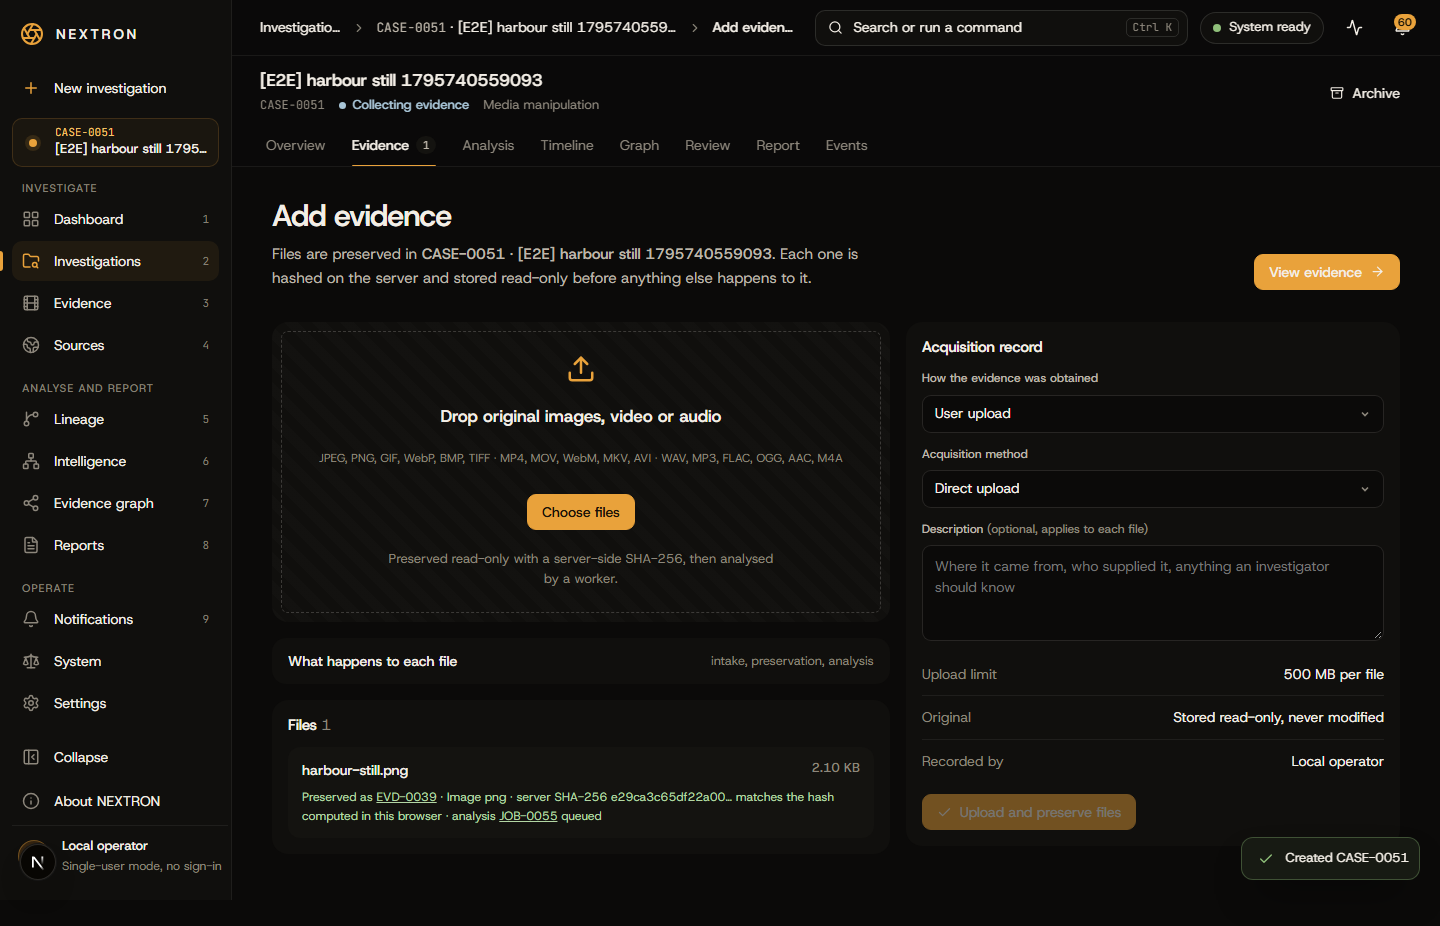 NEXTRON
New investigation
CASE-0051
[E2E] harbour still 1795...
INVESTIGATE
Dashboard 1
Investigations 2
Evidence 3
Sources 4
ANALYSE AND REPORT
Lineage 5
Intelligence 6
Evidence graph 7
Reports 8
OPERATE
Notifications 9
System
Settings
Collapse
About NEXTRON
N
Local operator
Single-user mode, no sign-in
Investigatio... > CASE-0051 · [E2E] harbour still 1795740559... > Add eviden...
Search or run a command Ctrl K
System ready
60
[E2E] harbour still 1795740559093
CASE-0051 Collecting evidence Media manipulation
Archive
Overview Evidence 1 Analysis Timeline Graph Review Report Events
Add evidence
Files are preserved in CASE-0051 · [E2E] harbour still 1795740559093. Each one is
hashed on the server and stored read-only before anything else happens to it.
View evidence
Drop original images, video or audio
JPEG, PNG, GIF, WebP, BMP, TIFF · MP4, MOV, WebM, MKV, AVI · WAV, MP3, FLAC, OGG, AAC, M4A
Choose files
Preserved read-only with a server-side SHA-256, then analysed
by a worker.
What happens to each file intake, preservation, analysis
Files 1
harbour-still.png 2.10 KB
Preserved as EVD-0039 · Image png · server SHA-256 e29ca3c65df22a00... matches the hash
computed in this browser · analysis JOB-0055 queued
Acquisition record
How the evidence was obtained
User upload
Acquisition method
Direct upload
Description (optional, applies to each file)
Where it came from, who supplied it, anything an investigator
should know
Upload limit 500 MB per file
Original Stored read-only, never modified
Recorded by Local operator
Upload and preserve files
Created CASE-0051